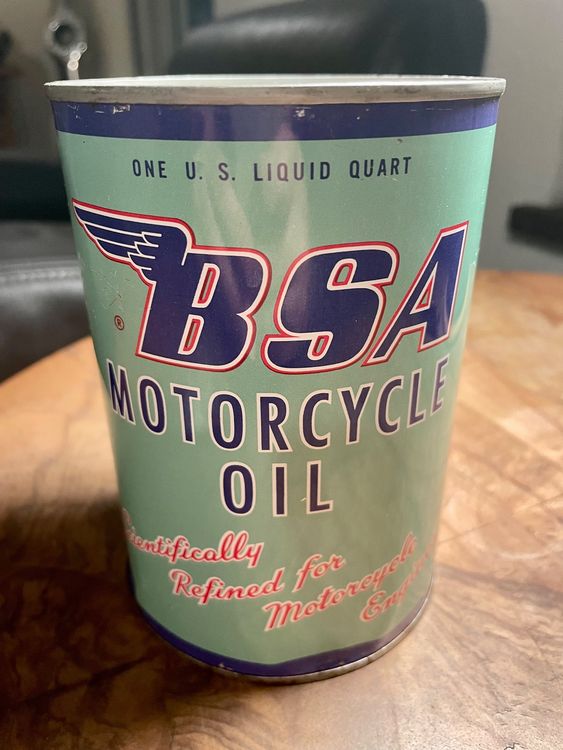 ONE U. S. LIQUID QUART
BSA
®
MOTORCYCLE
OIL
Scientifically
Refined for
Motorcycle